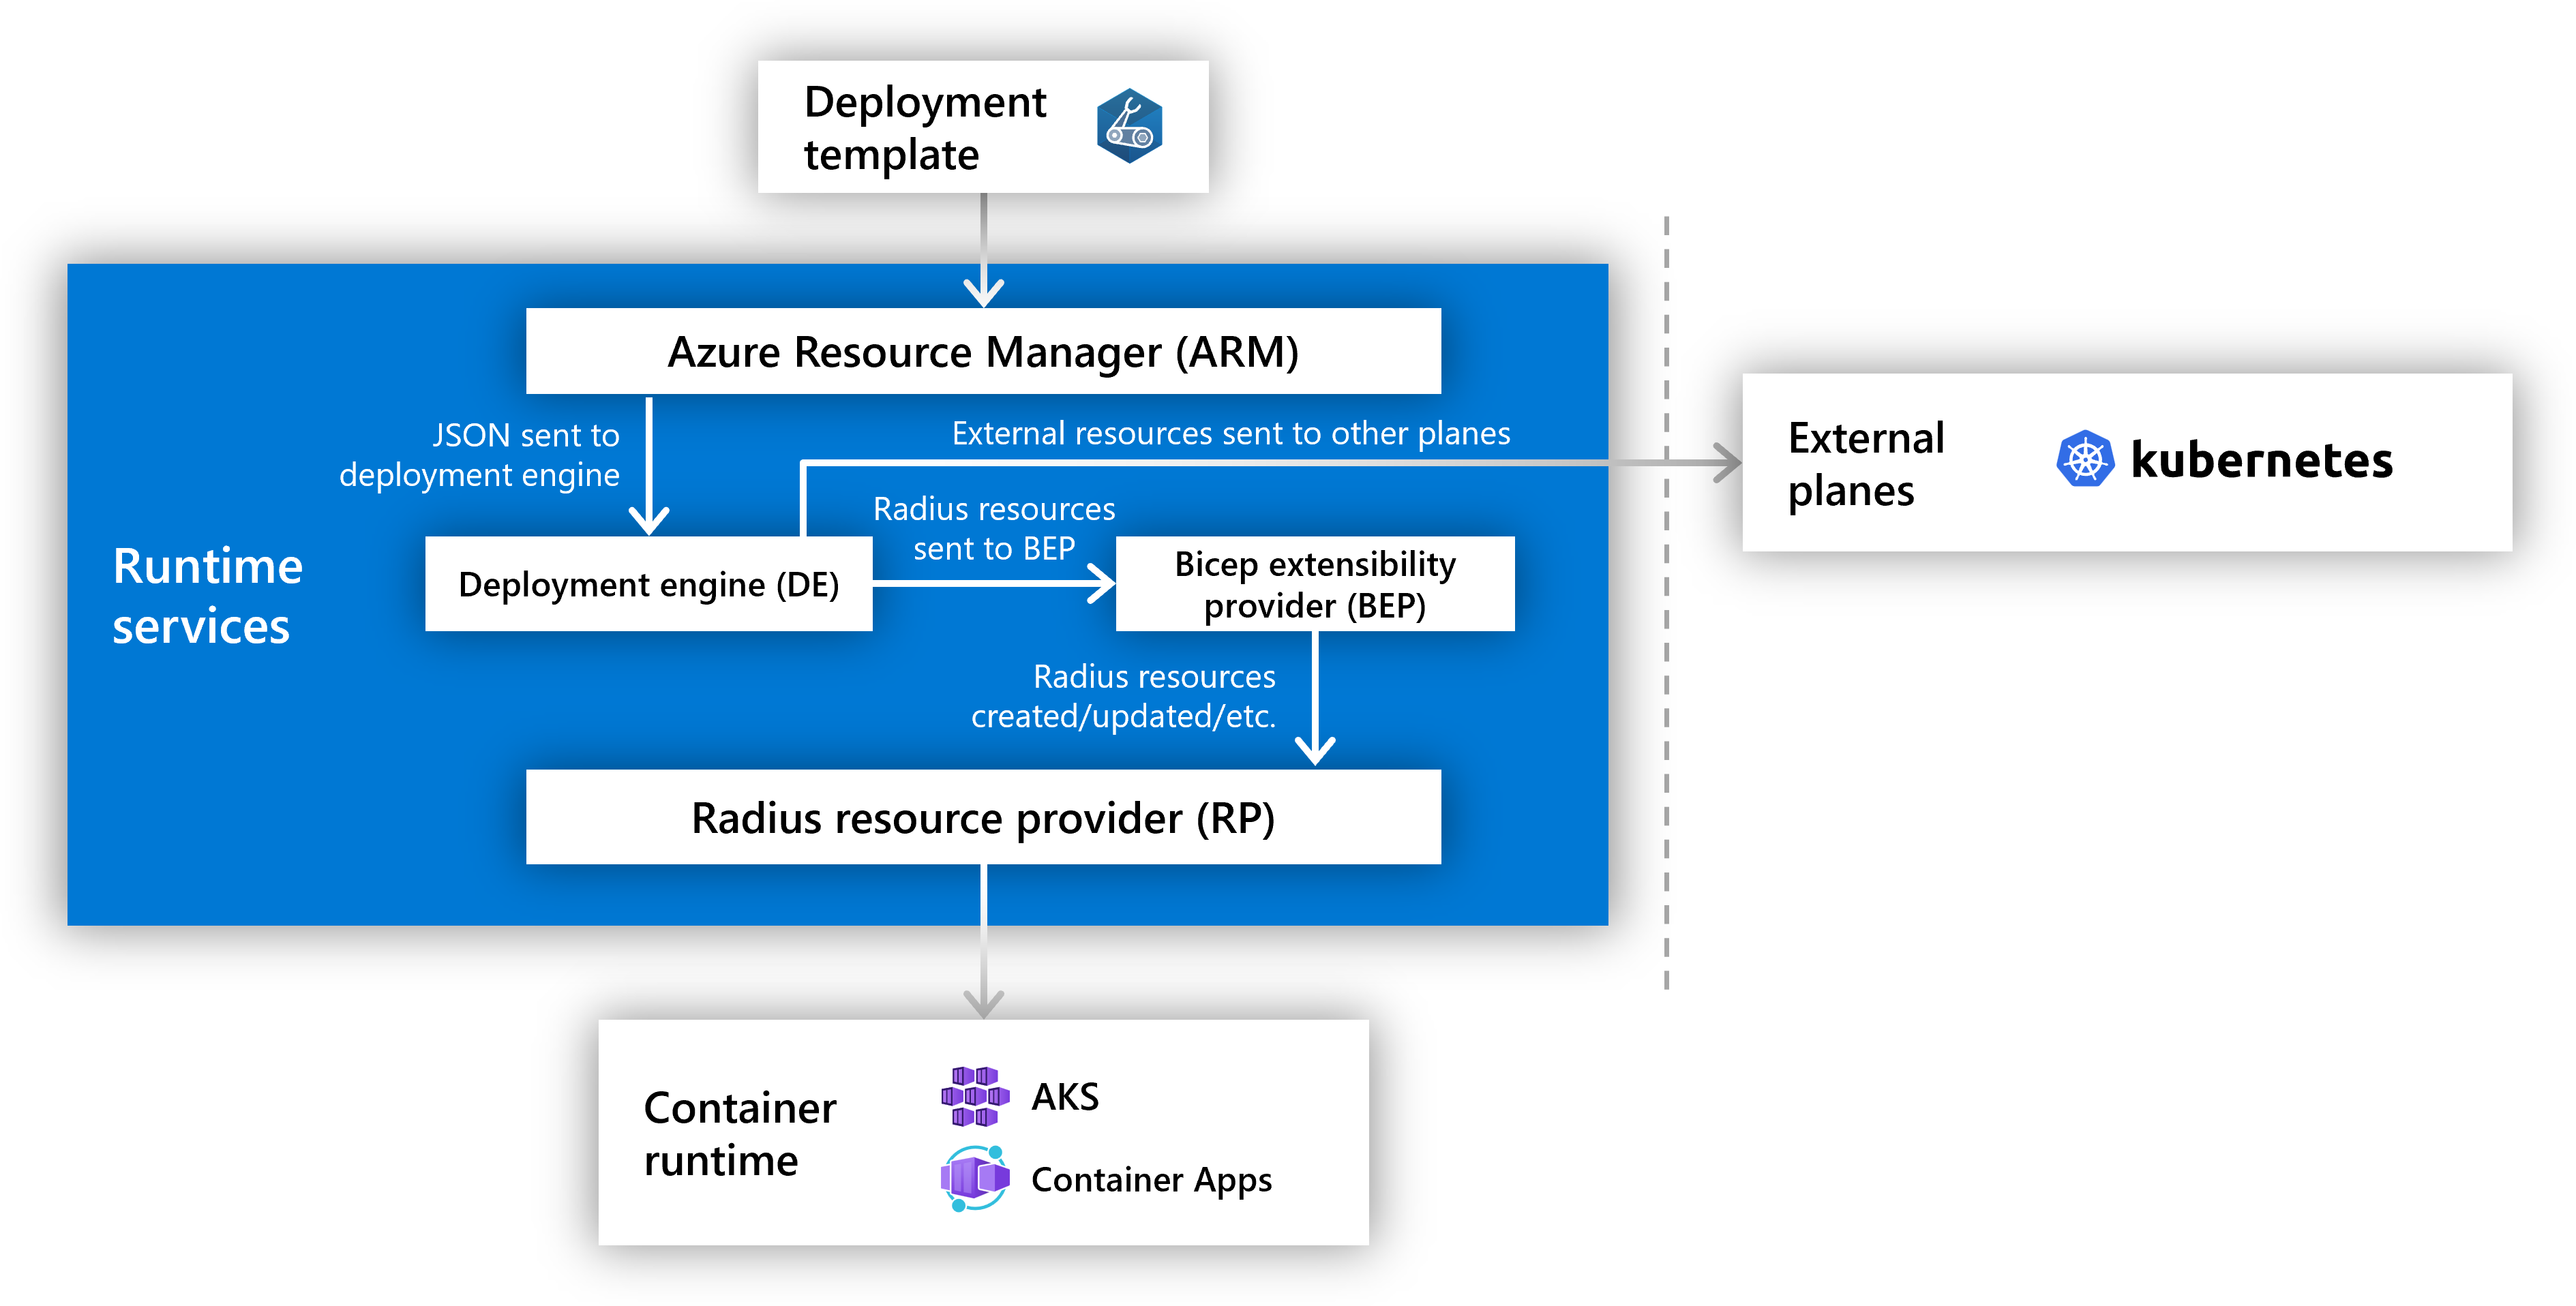 Deployment
template
Azure Resource Manager (ARM)
JSON sent to
deployment engine
External resources sent to other planes
External
planes
kubernetes
Radius resources
sent to BEP
Runtime
services
Deployment engine (DE)
Bicep extensibility
provider (BEP)
Radius resources
created/updated/etc.
Radius resource provider (RP)
Container
runtime
AKS
Container Apps